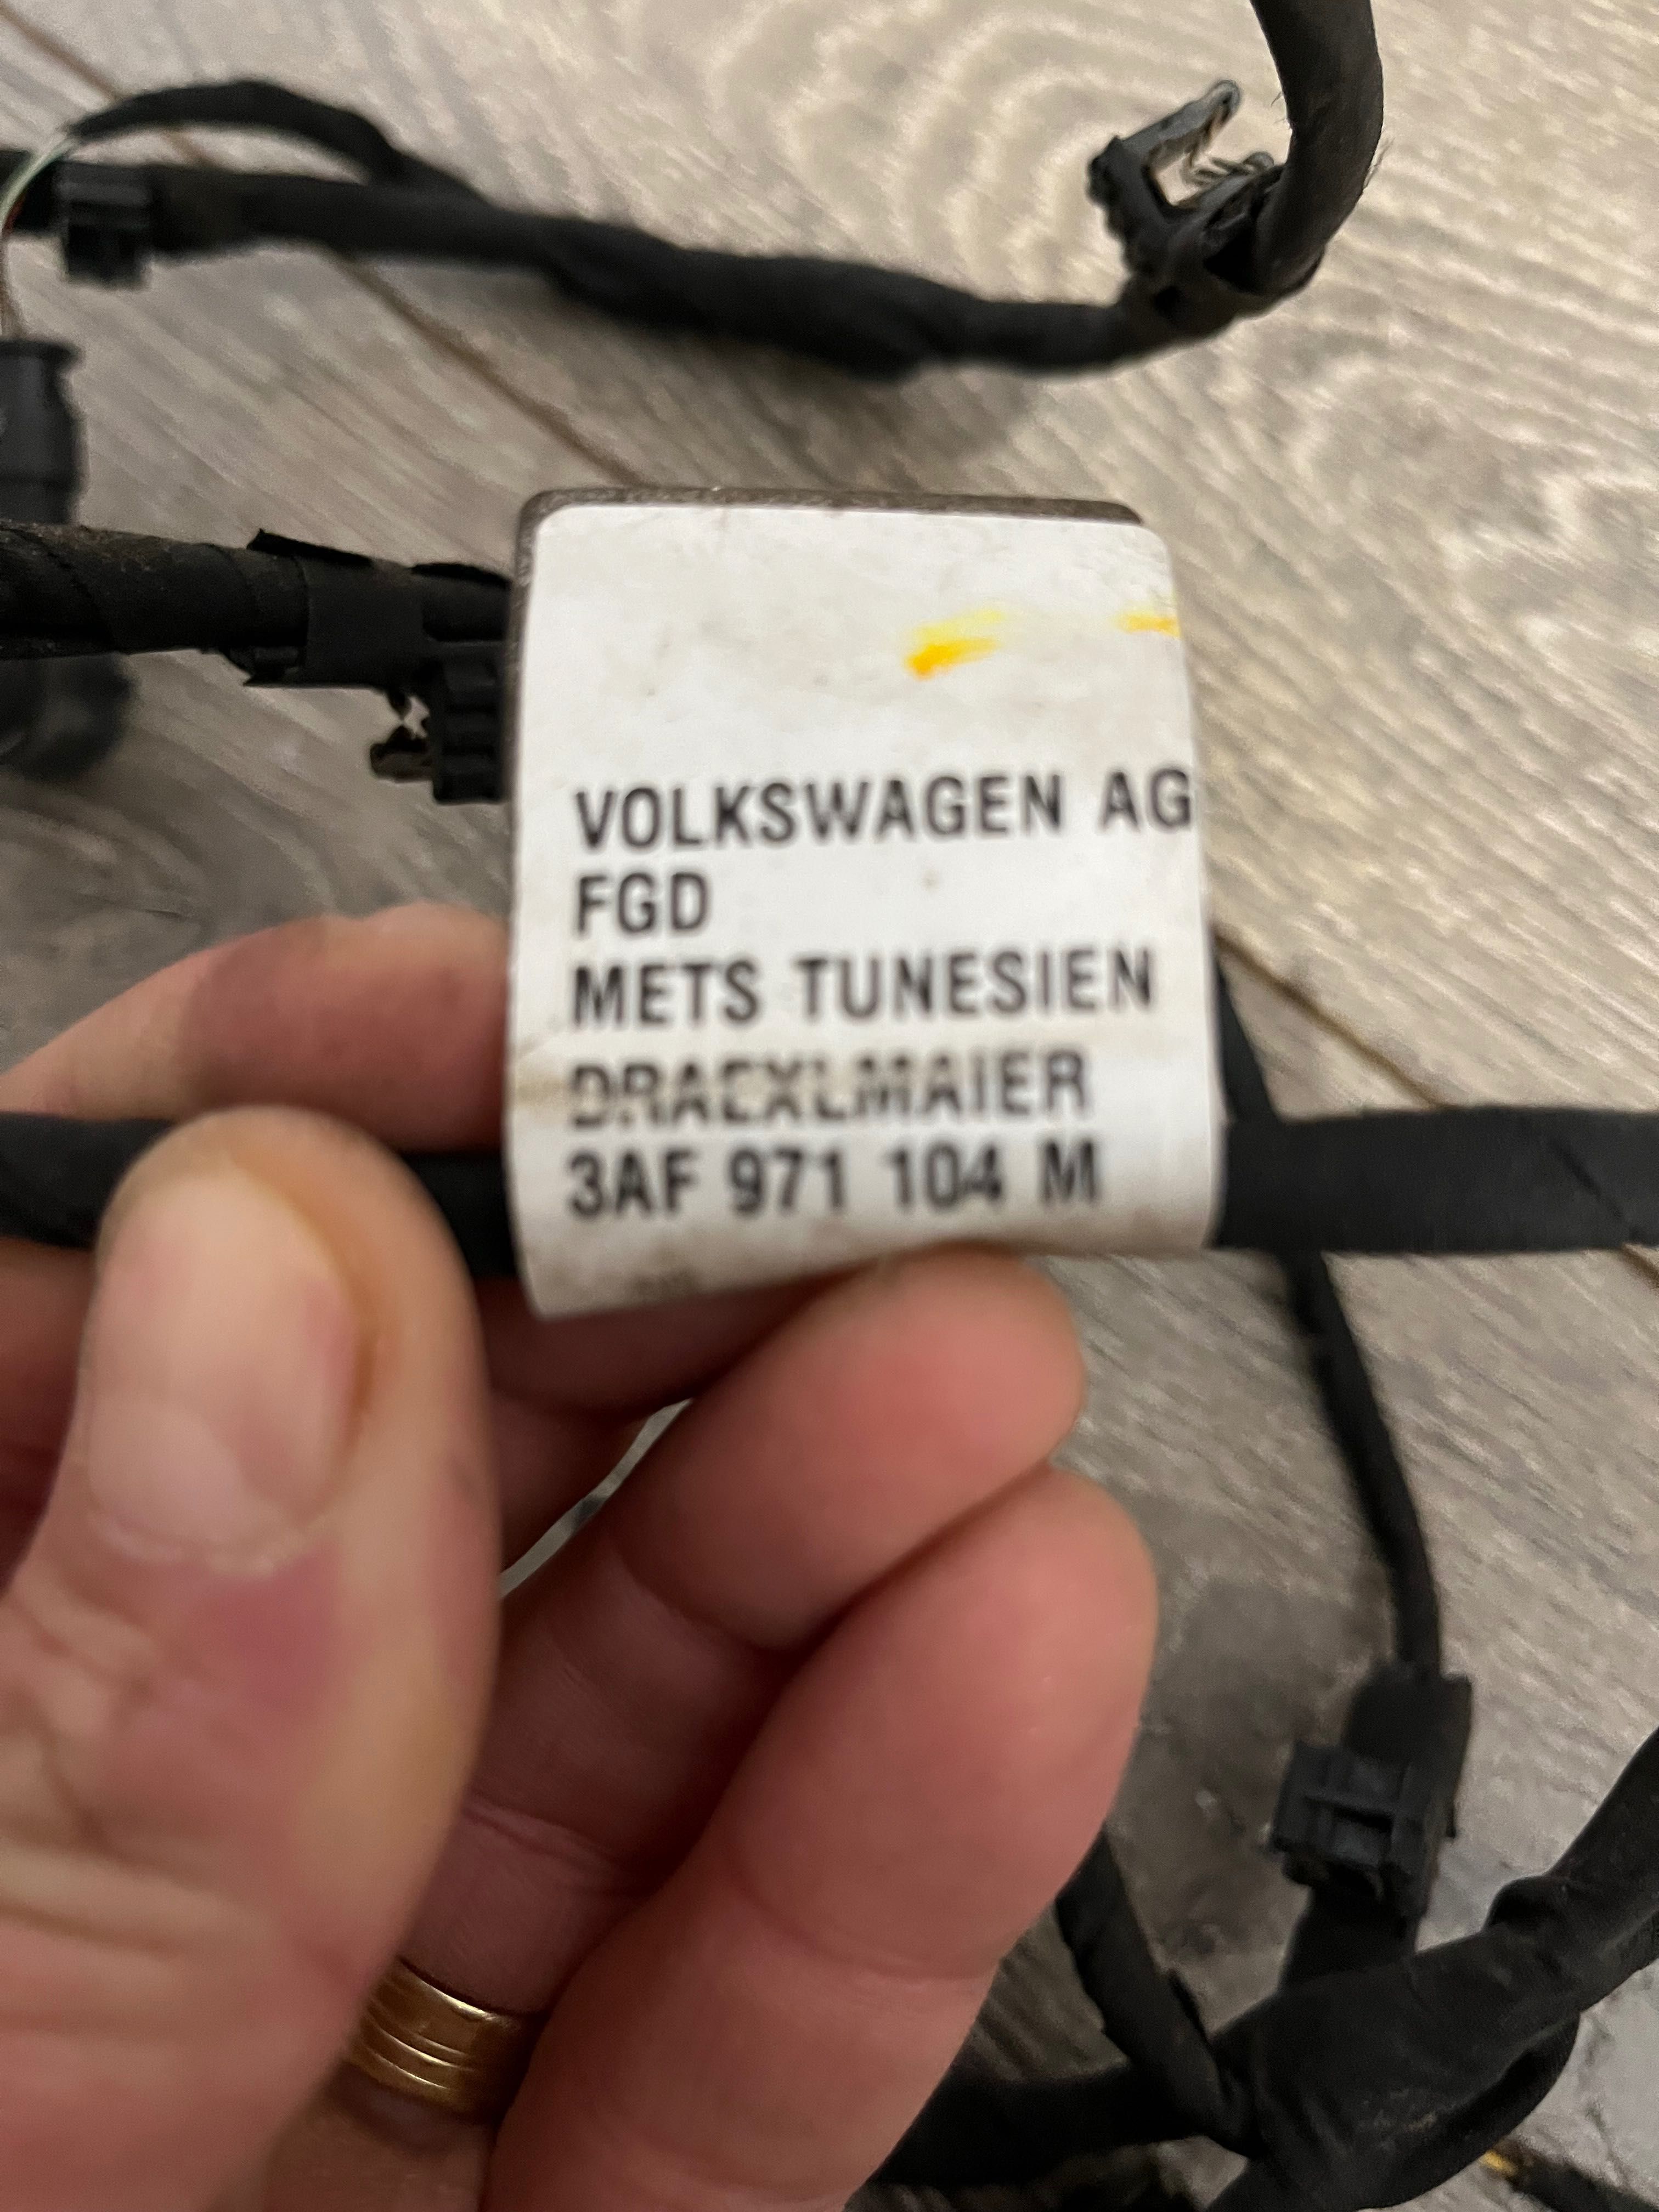 VOLKSWAGEN AG
FGD
METS TUNESIEN
DRAEXLMAIER
3AF 971 104 M